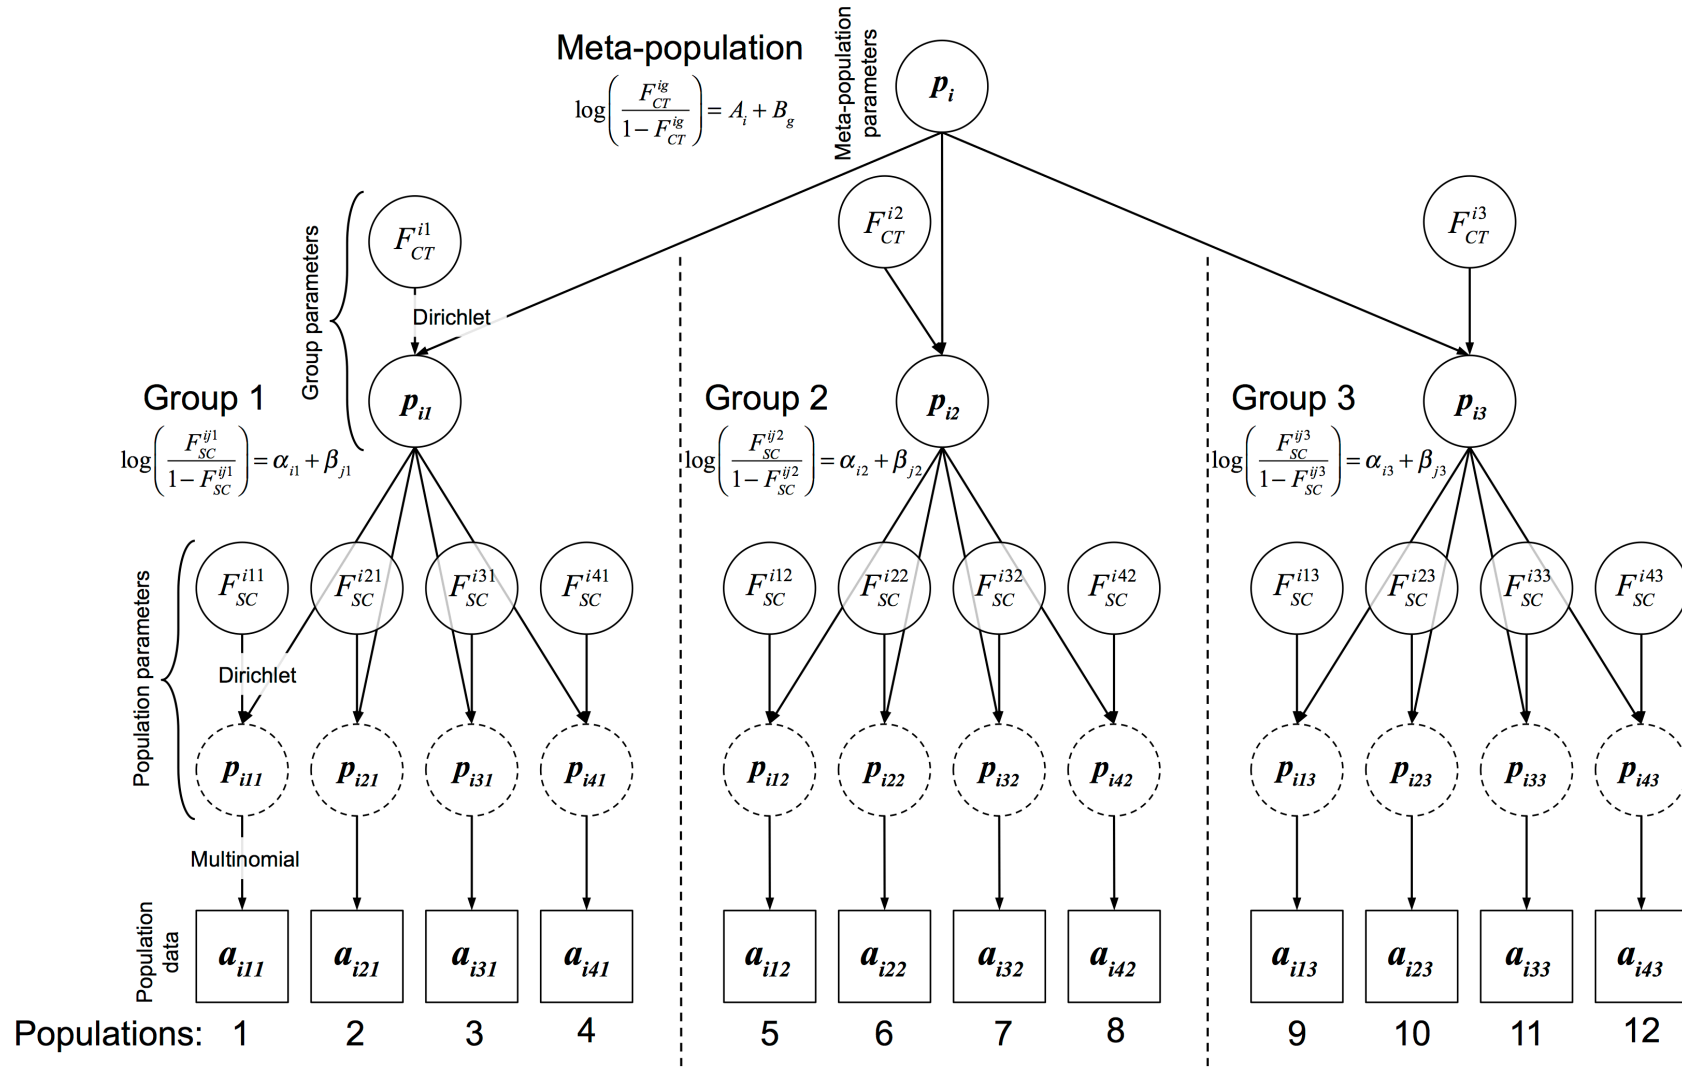 Meta-population
log(F_CT^ig / (1 − F_CT^ig)) = A_i + B_g
Meta-population
parameters
p_i
Group parameters
F_CT^i1
F_CT^i2
F_CT^i3
Dirichlet
Group 1
log(F_SC^ij1 / (1 − F_SC^ij1)) = α_i1 + β_j1
p_i1
Group 2
log(F_SC^ij2 / (1 − F_SC^ij2)) = α_i2 + β_j2
p_i2
Group 3
log(F_SC^ij3 / (1 − F_SC^ij3)) = α_i3 + β_j3
p_i3
Population parameters
F_SC^i11 F_SC^i21 F_SC^i31 F_SC^i41 F_SC^i12 F_SC^i22 F_SC^i32 F_SC^i42 F_SC^i13 F_SC^i23 F_SC^i33 F_SC^i43
Dirichlet
p_i11 p_i21 p_i31 p_i41 p_i12 p_i22 p_i32 p_i42 p_i13 p_i23 p_i33 p_i43
Multinomial
Population
data
a_i11 a_i21 a_i31 a_i41 a_i12 a_i22 a_i32 a_i42 a_i13 a_i23 a_i33 a_i43
Populations: 1 2 3 4 5 6 7 8 9 10 11 12